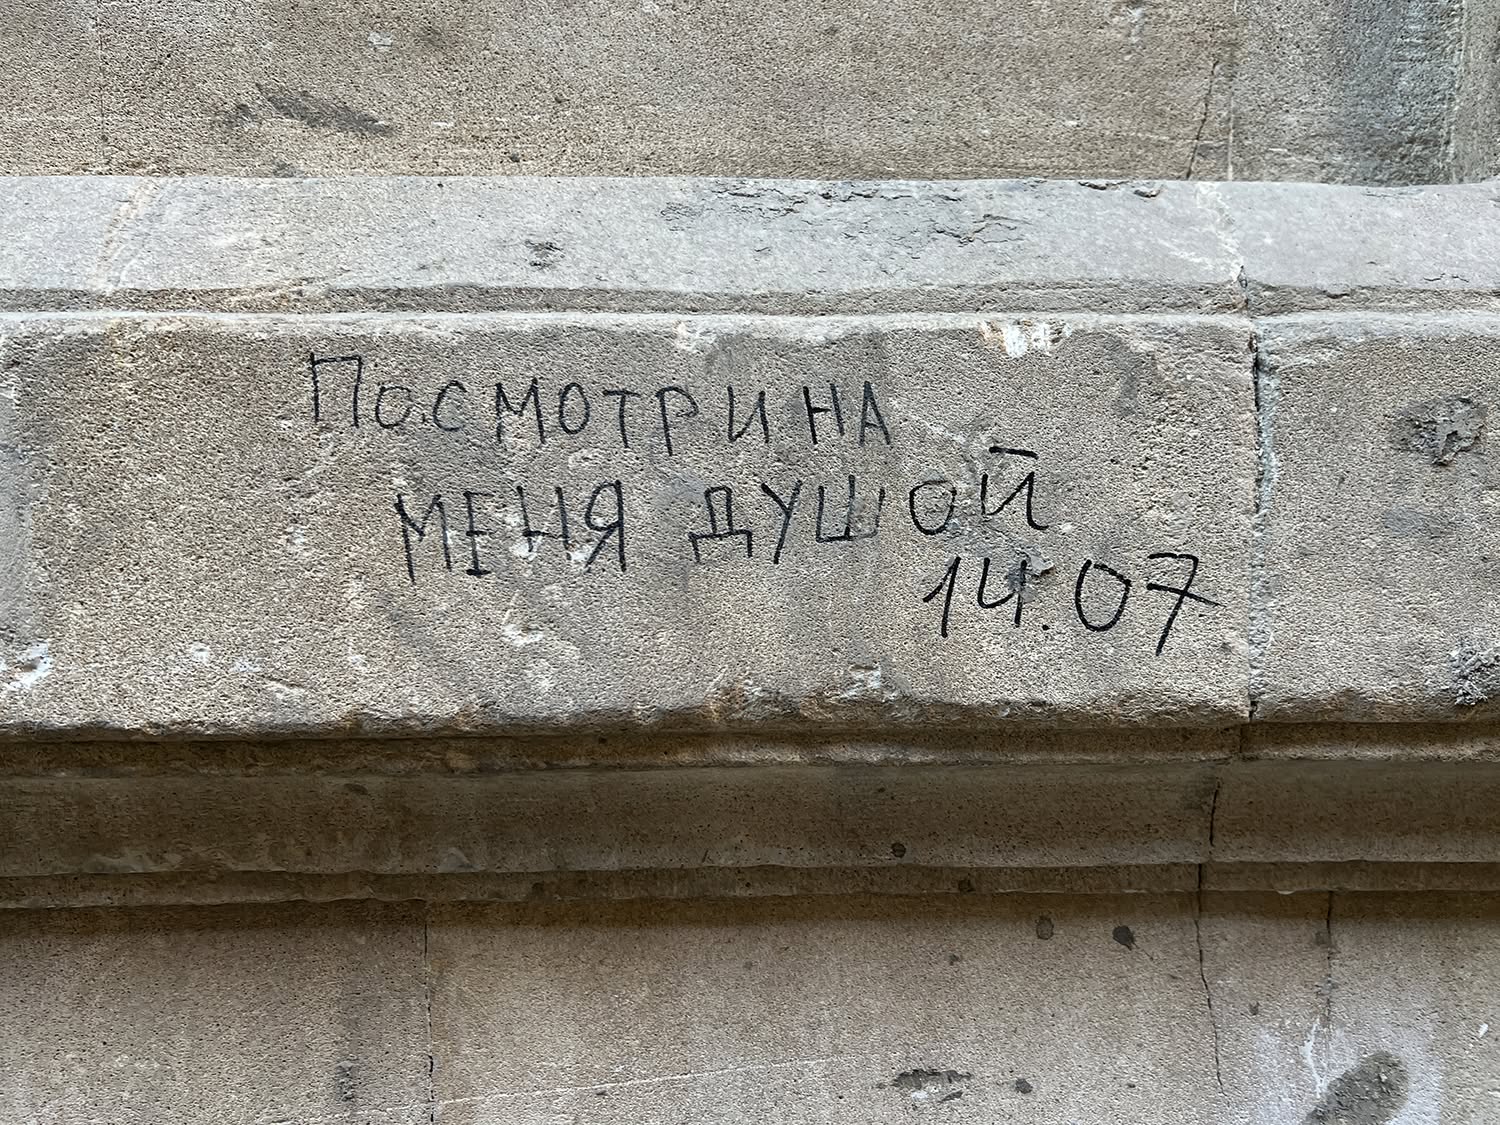 Посмотри на
меня душой
14.07